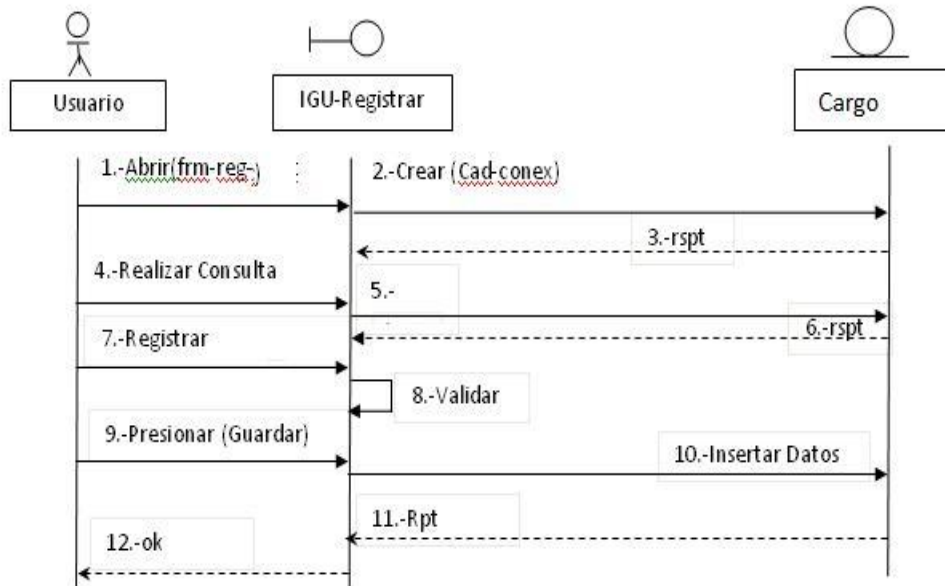 Usuario
IGU-Registrar
Cargo
1.-Abrir(frm-reg-)
2.-Crear (Cad-conex)
3.-rspt
4.-Realizar Consulta
5.-
6.-rspt
7.-Registrar
8.-Validar
9.-Presionar (Guardar)
10.-Insertar Datos
11.-Rpt
12.-ok